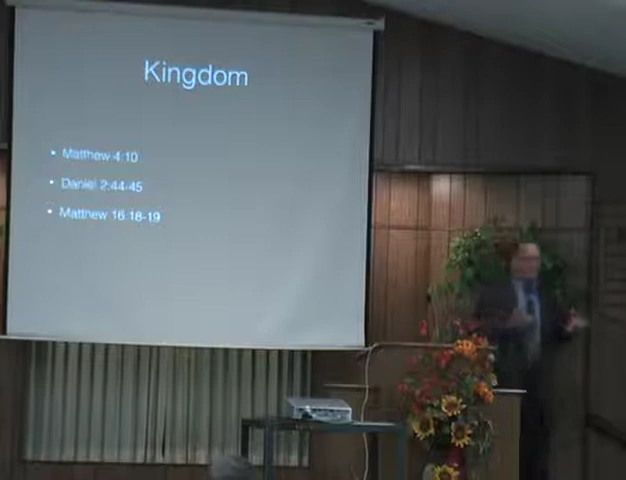 Kingdom
• Matthew 4:10
• Daniel 2:44-45
• Matthew 16:18-19